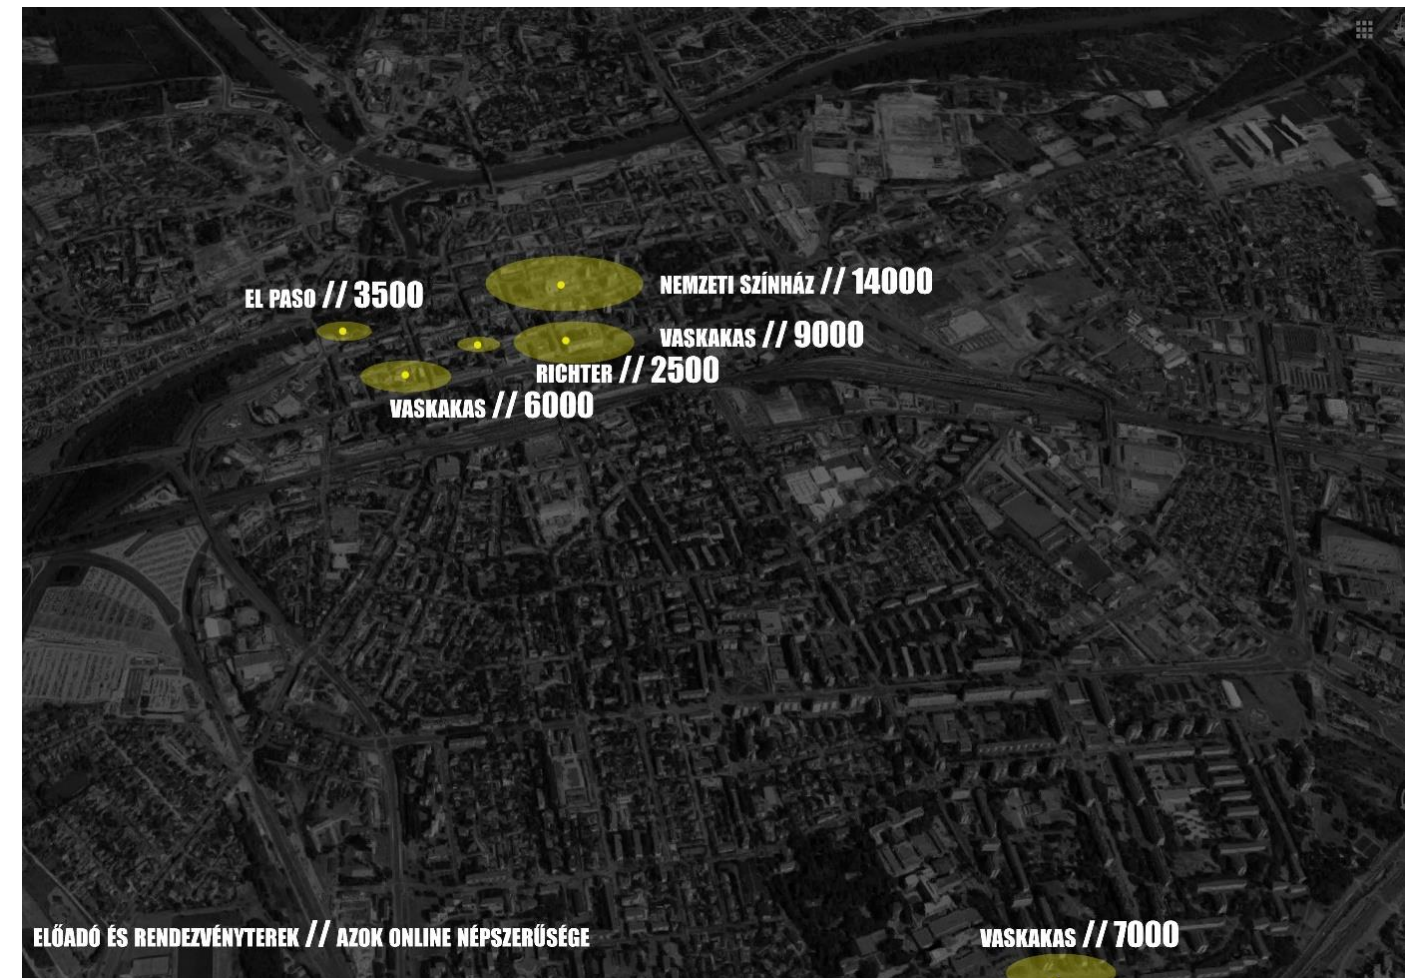 NEMZETI SZÍNHÁZ // 14000
EL PASO // 3500
VASKAKAS // 9000
RICHTER // 2500
VASKAKAS // 6000
VASKAKAS // 7000
ELŐADÓ ÉS RENDEZVÉNYTEREK // AZOK ONLINE NÉPSZERŰSÉGE